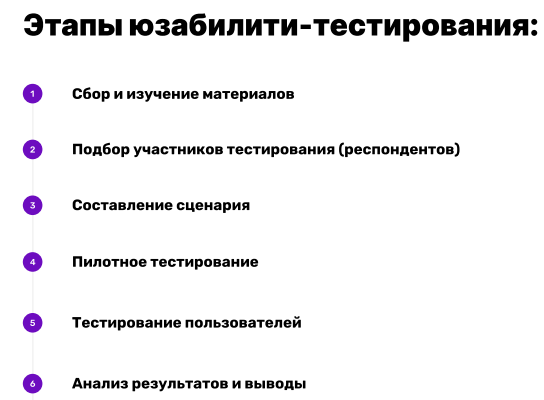 Этапы юзабилити-тестирования:
1 Сбор и изучение материалов
2 Подбор участников тестирования (респондентов)
3 Составление сценария
4 Пилотное тестирование
5 Тестирование пользователей
6 Анализ результатов и выводы